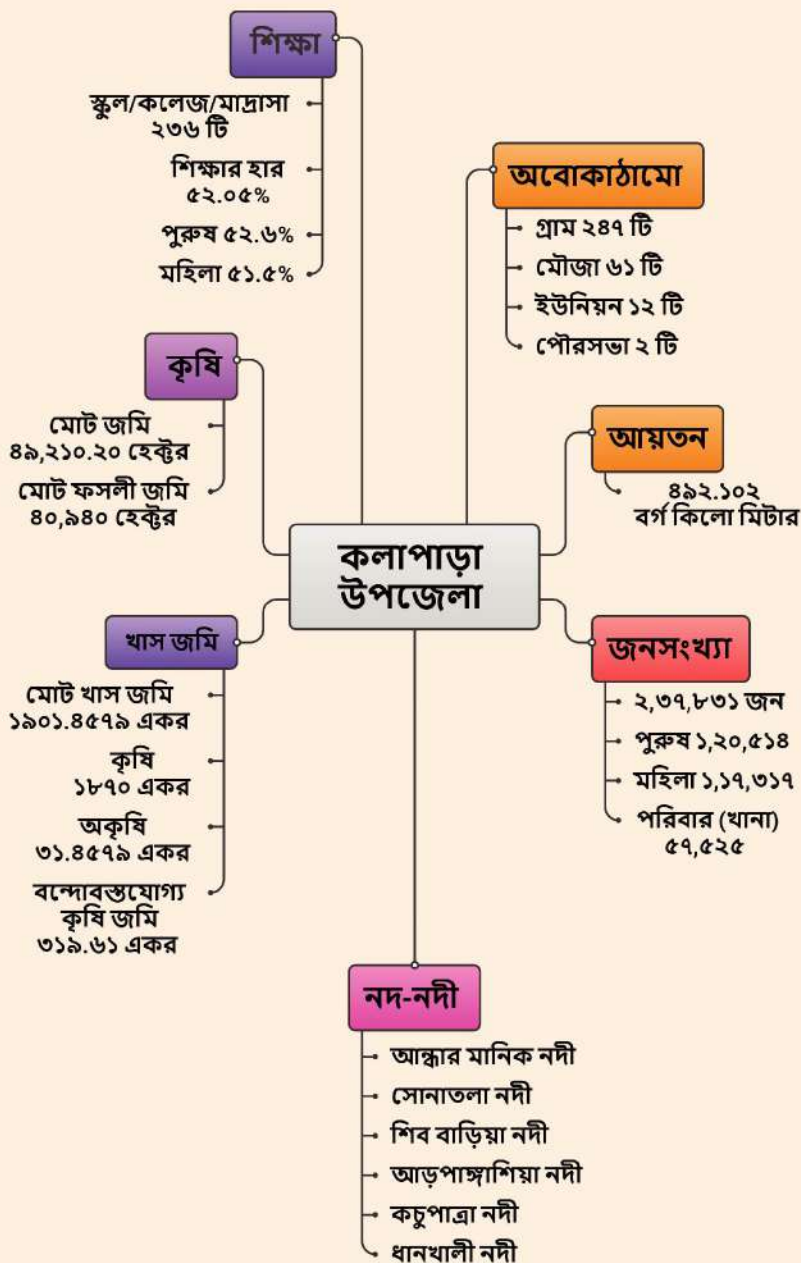 শিক্ষা
স্কুল/কলেজ/মাদ্রাসা
২৩৬ টি
শিক্ষার হার
৫২.০৫%
পুরুষ ৫২.৬%
মহিলা ৫১.৫%
অবোকাঠামো
গ্রাম ২৪৭ টি
মৌজা ৬১ টি
ইউনিয়ন ১২ টি
পৌরসভা ২ টি
কৃষি
মোট জমি
৪৯,২১০.২০ হেক্টর
মোট ফসলী জমি
৪০,৯৪০ হেক্টর
আয়তন
৪৯২.১০২
বর্গ কিলো মিটার
কলাপাড়া
উপজেলা
খাস জমি
মোট খাস জমি
১৯০১.৪৫৭৯ একর
কৃষি
১৮৭০ একর
অকৃষি
৩১.৪৫৭৯ একর
বন্দোবস্তযোগ্য
কৃষি জমি
৩১৯.৬১ একর
জনসংখ্যা
২,৩৭,৮৩১ জন
পুরুষ ১,২০,৫১৪
মহিলা ১,১৭,৩১৭
পরিবার (খানা)
৫৭,৫২৫
নদ-নদী
আন্ধার মানিক নদী
সোনাতলা নদী
শিব বাড়িয়া নদী
আড়পাঙ্গাশিয়া নদী
কচুপাত্রা নদী
ধানখালী নদী